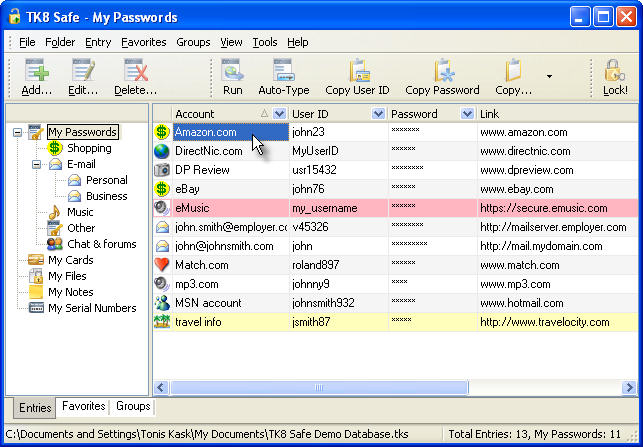 TK8 Safe - My Passwords
File Folder Entry Favorites Groups View Tools Help
Add... Edit... Delete... Run Auto-Type Copy User ID Copy Password Copy... Lock!
Account User ID Password Link
My Passwords
Shopping
E-mail
Personal
Business
Music
Other
Chat & forums
My Cards
My Files
My Notes
My Serial Numbers
Amazon.com john23 ******* www.amazon.com
DirectNic.com MyUserID ****** www.directnic.com
DP Review usr15432 ******* www.dpreview.com
eBay john76 ******* www.ebay.com
eMusic my_username ****** https://secure.emusic.com
john.smith@employer.cc v45326 ******* http://mailserver.employer.com
john@johnsmith.com john ****** http://mail.mydomain.com
Match.com roland897 ***** www.match.com
mp3.com johnny9 **** www.mp3.com
MSN account johnsmith932 ***** www.hotmail.com
travel info jsmith87 ***** http://www.travelocity.com
Entries Favorites Groups
C:\Documents and Settings\Tonis Kask\My Documents\TK8 Safe Demo Database.tks Total Entries: 13, My Passwords: 11